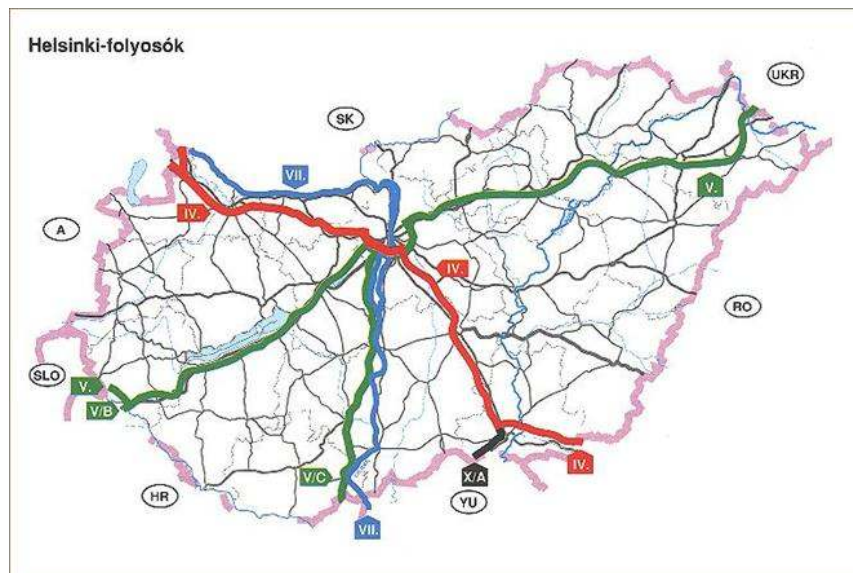 Helsinki-folyosók
UKR
SK
VII.
V.
IV.
A
IV.
RO
SLO
V.
V/B
V/C
X/A
IV.
HR
YU
VII.